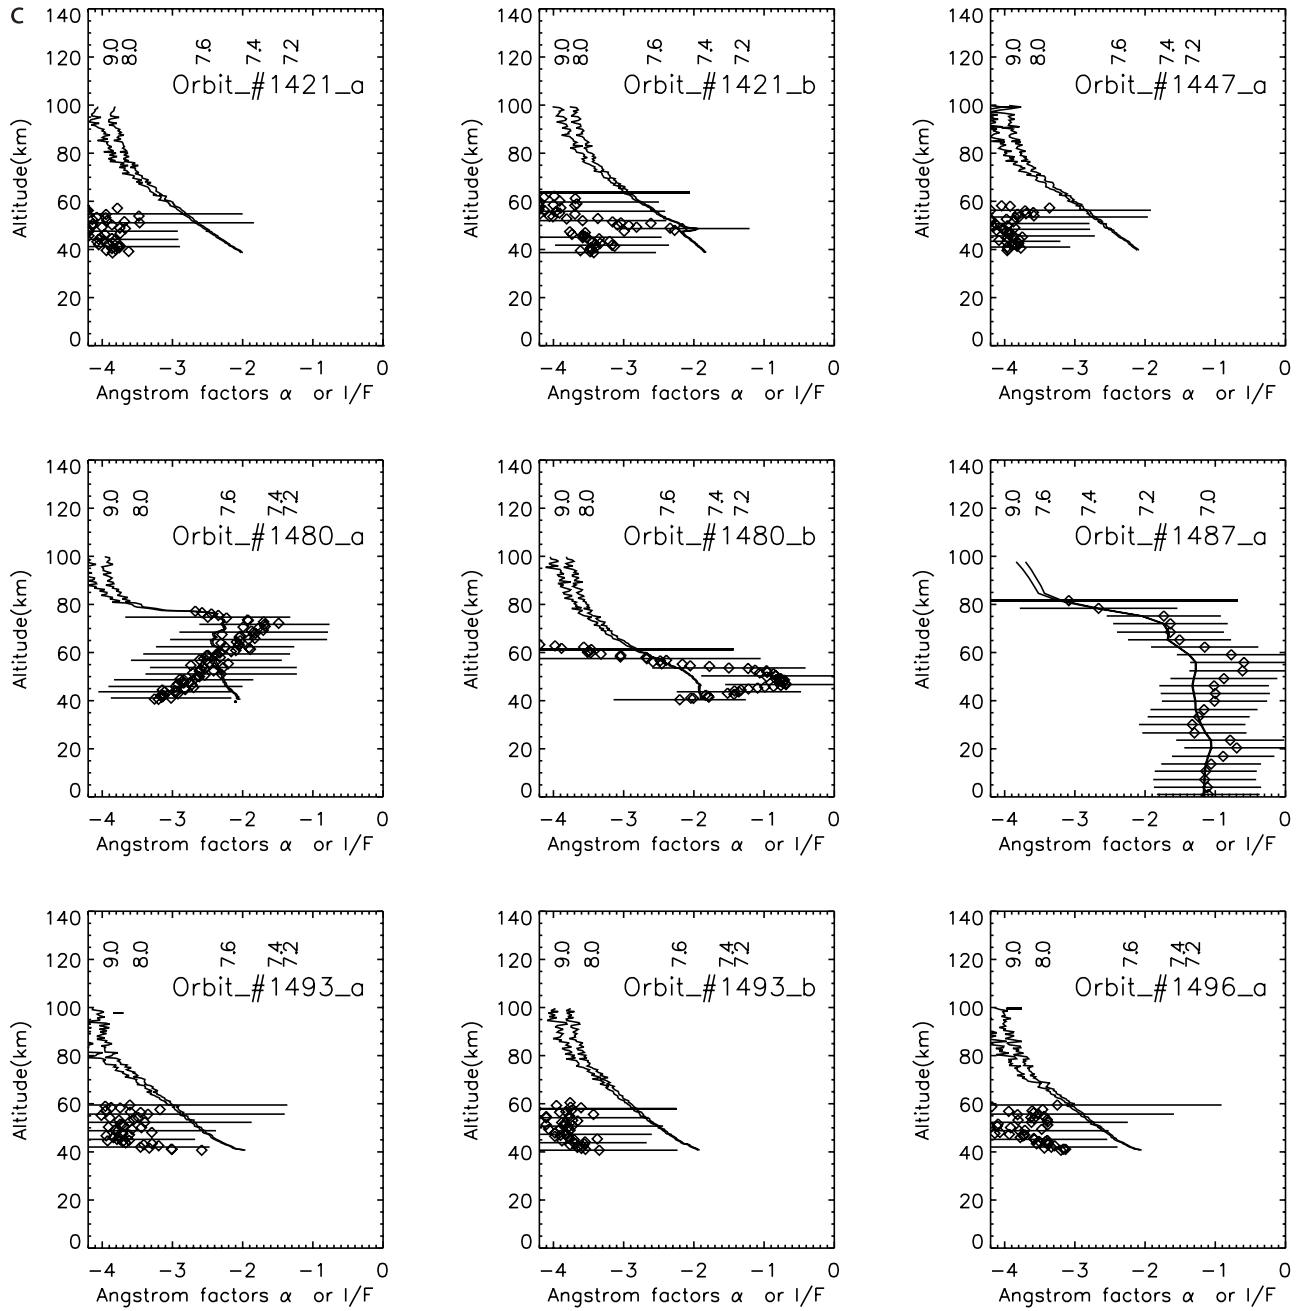 C
140
120
100
80
60
40
20
0
9.0 8.0 7.6 7.4 7.2
Orbit_#1421_a
Altitude(km)
−4 −3 −2 −1 0
Angstrom factors α or I/F
140
120
100
80
60
40
20
0
9.0 8.0 7.6 7.4 7.2
Orbit_#1421_b
Altitude(km)
−4 −3 −2 −1 0
Angstrom factors α or I/F
140
120
100
80
60
40
20
0
9.0 8.0 7.6 7.4 7.2
Orbit_#1447_a
Altitude(km)
−4 −3 −2 −1 0
Angstrom factors α or I/F
140
120
100
80
60
40
20
0
9.0 8.0 7.6 7.4 7.2
Orbit_#1480_a
Altitude(km)
−4 −3 −2 −1 0
Angstrom factors α or I/F
140
120
100
80
60
40
20
0
9.0 8.0 7.6 7.4 7.2
Orbit_#1480_b
Altitude(km)
−4 −3 −2 −1 0
Angstrom factors α or I/F
140
120
100
80
60
40
20
0
9.0 7.6 7.4 7.2 7.0
Orbit_#1487_a
Altitude(km)
−4 −3 −2 −1 0
Angstrom factors α or I/F
140
120
100
80
60
40
20
0
9.0 8.0 7.6 7.4 7.2
Orbit_#1493_a
Altitude(km)
−4 −3 −2 −1 0
Angstrom factors α or I/F
140
120
100
80
60
40
20
0
9.0 8.0 7.6 7.4 7.2
Orbit_#1493_b
Altitude(km)
−4 −3 −2 −1 0
Angstrom factors α or I/F
140
120
100
80
60
40
20
0
9.0 8.0 7.6 7.4 7.2
Orbit_#1496_a
Altitude(km)
−4 −3 −2 −1 0
Angstrom factors α or I/F